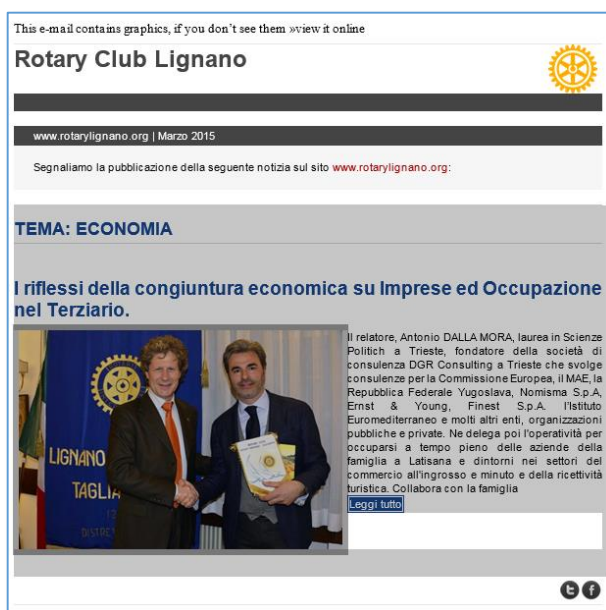 This e-mail contains graphics, if you don't see them »view it online
Rotary Club Lignano
www.rotarylignano.org | Marzo 2015
Segnaliamo la pubblicazione della seguente notizia sul sito www.rotarylignano.org:
TEMA: ECONOMIA
I riflessi della congiuntura economica su Imprese ed Occupazione
nel Terziario.
Il relatore, Antonio DALLA MORA, laurea in Scienze
Politich a Trieste, fondatore della società di
consulenza DGR Consulting a Trieste che svolge
consulenze per la Commissione Europea, il MAE, la
Repubblica Federale Yugoslava, Nomisma S.p.A,
Ernst & Young, Finest S.p.A. l'Istituto
Euromediterraneo e molti altri enti, organizzazioni
pubbliche e private. Ne delega poi l'operatività per
occuparsi a tempo pieno delle aziende della
famiglia a Latisana e dintorni nei settori del
commercio all'ingrosso e minuto e della ricettività
turistica. Collabora con la famiglia
Leggi tutto
LIGNANO
TAGLIA